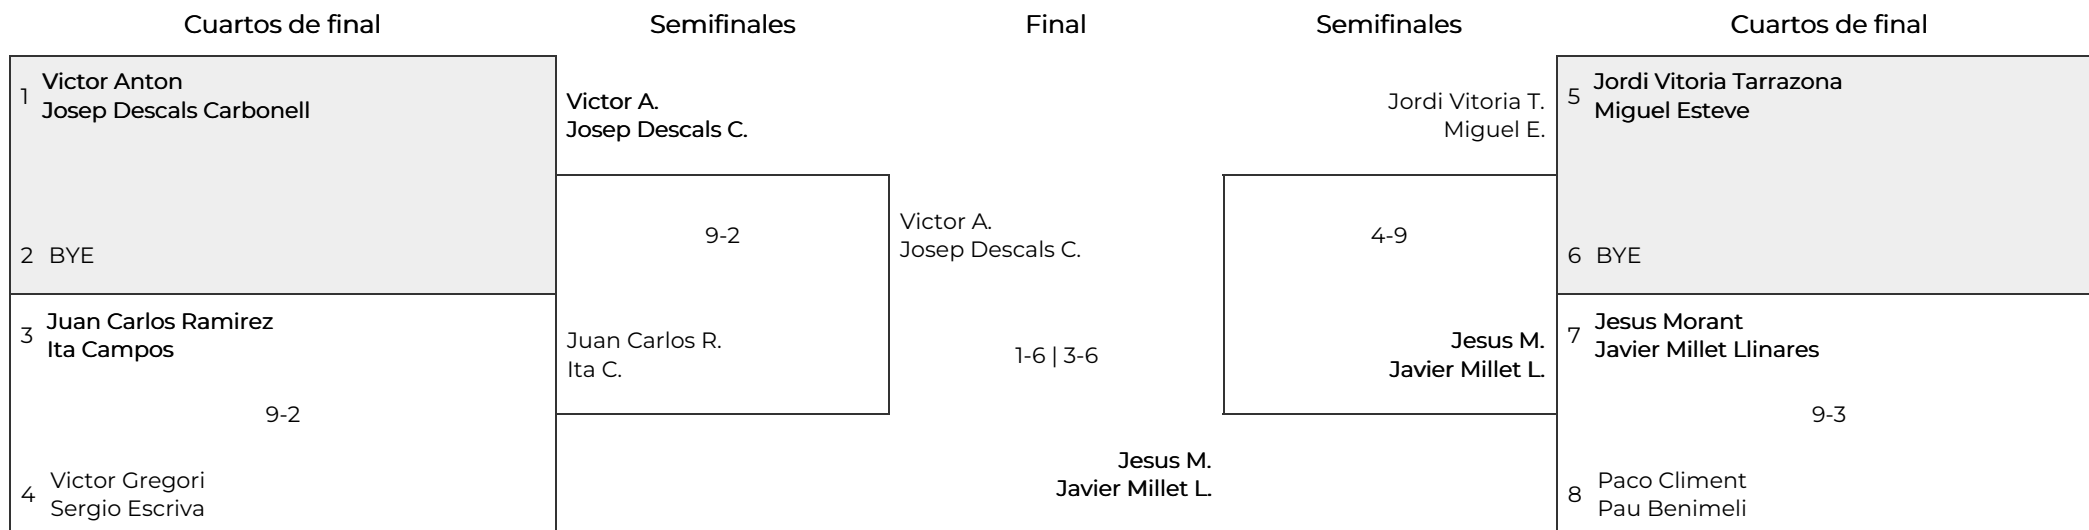 Cuartos de final
Semifinales
Final
Semifinales
Cuartos de final
1 Victor Anton
Josep Descals Carbonell
2 BYE
3 Juan Carlos Ramirez
Ita Campos
9-2
4 Victor Gregori
Sergio Escriva
Victor A.
Josep Descals C.
9-2
Juan Carlos R.
Ita C.
Victor A.
Josep Descals C.
1-6 | 3-6
Jesus M.
Javier Millet L.
Jordi Vitoria T.
Miguel E.
4-9
Jesus M.
Javier Millet L.
5 Jordi Vitoria Tarrazona
Miguel Esteve
6 BYE
7 Jesus Morant
Javier Millet Llinares
9-3
8 Paco Climent
Pau Benimeli